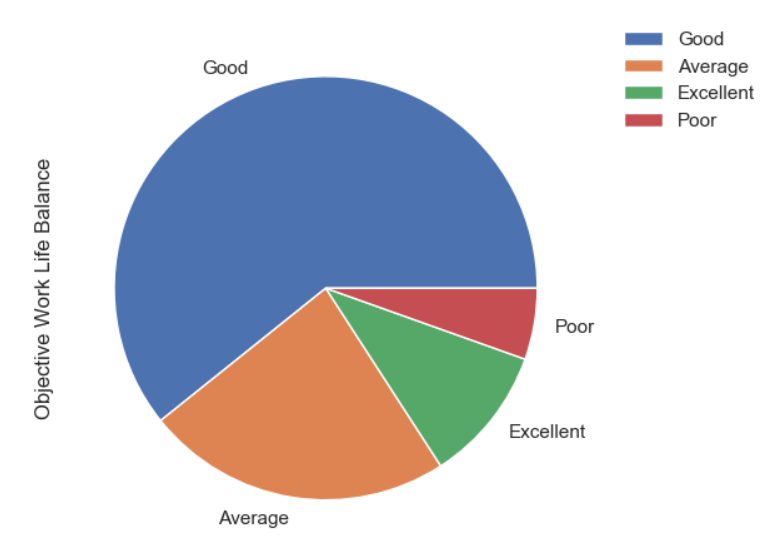 Good
Average
Excellent
Poor
Good
Objective Work Life Balance
Poor
Excellent
Average